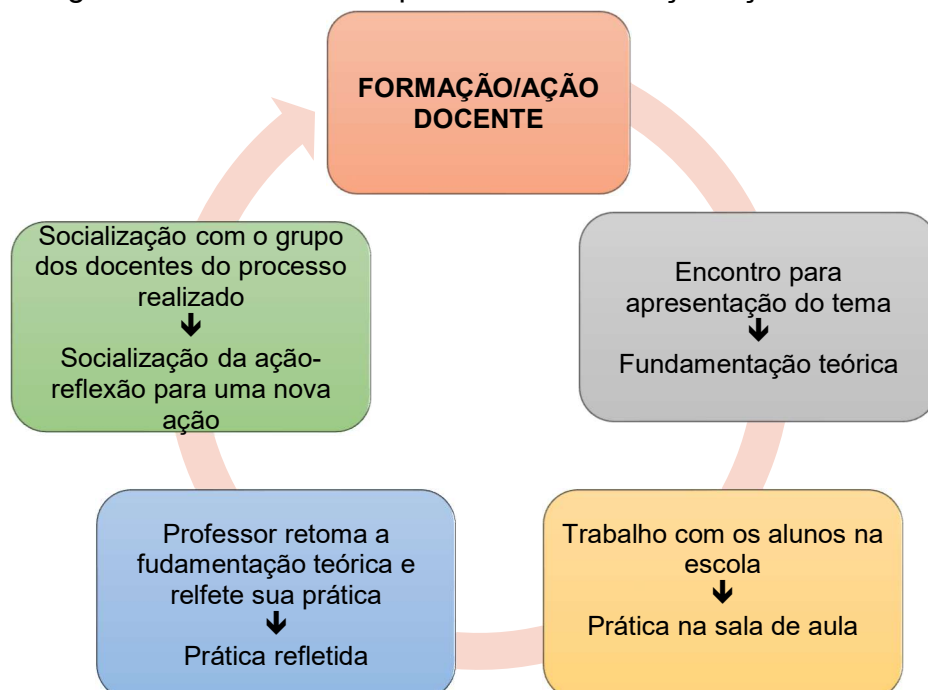 FORMAÇÃO/AÇÃO
DOCENTE
Encontro para
apresentação do tema
Fundamentação teórica
Trabalho com os alunos na
escola
Prática na sala de aula
Professor retoma a
fudamentação teórica e
relfete sua prática
Prática refletida
Socialização com o grupo
dos docentes do processo
realizado
Socialização da ação-
reflexão para uma nova
ação